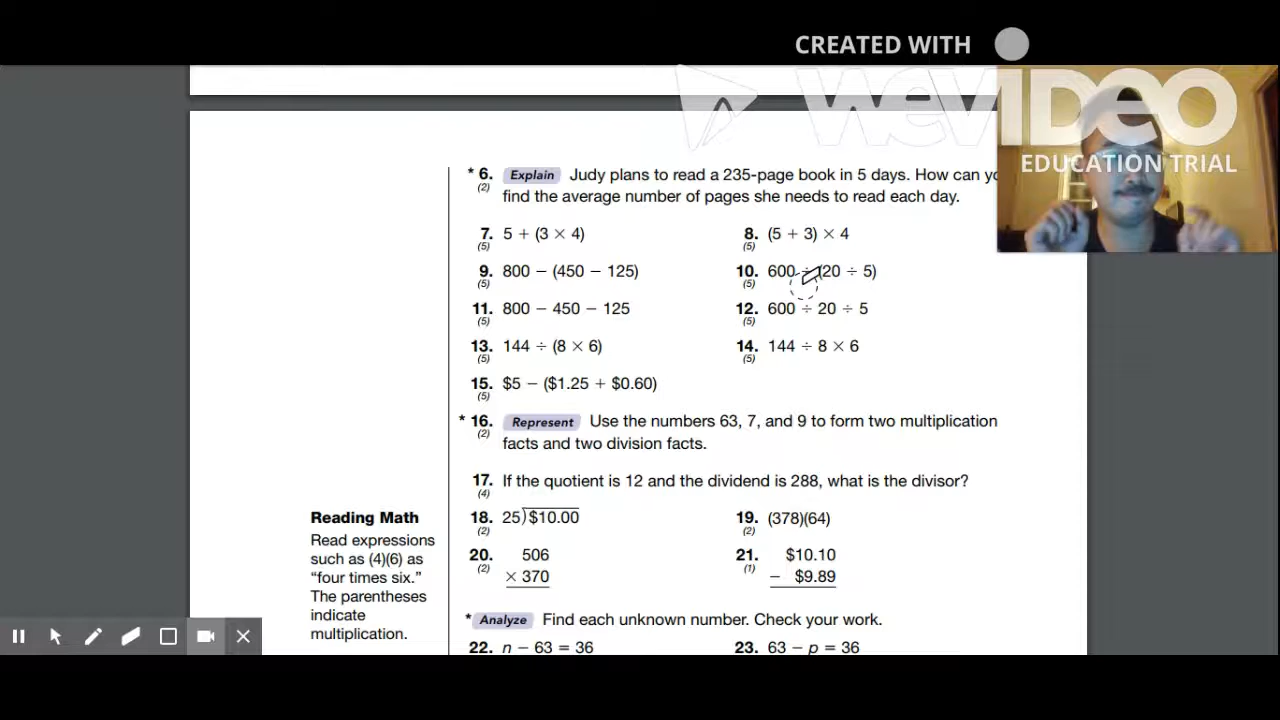 CREATED WITH
WEVIDEO
EDUCATION TRIAL
* 6. Explain Judy plans to read a 235-page book in 5 days. How can yo
(2) find the average number of pages she needs to read each day.
7. 5 + (3 × 4) 8. (5 + 3) × 4
(5) (5)
9. 800 − (450 − 125) 10. 600 ÷ (20 ÷ 5)
(5) (5)
11. 800 − 450 − 125 12. 600 ÷ 20 ÷ 5
(5) (5)
13. 144 ÷ (8 × 6) 14. 144 ÷ 8 × 6
(5) (5)
15. $5 − ($1.25 + $0.60)
(5)
* 16. Represent Use the numbers 63, 7, and 9 to form two multiplication
(2) facts and two division facts.
17. If the quotient is 12 and the dividend is 288, what is the divisor?
(4)
18. 25)$10.00 19. (378)(64)
(2) (2)
20. 506 21. $10.10
(2) × 370 (1) − $9.89
* Analyze Find each unknown number. Check your work.
22. n − 63 = 36 23. 63 − p = 36
Reading Math
Read expressions
such as (4)(6) as
“four times six.”
The parentheses
indicate
multiplication.